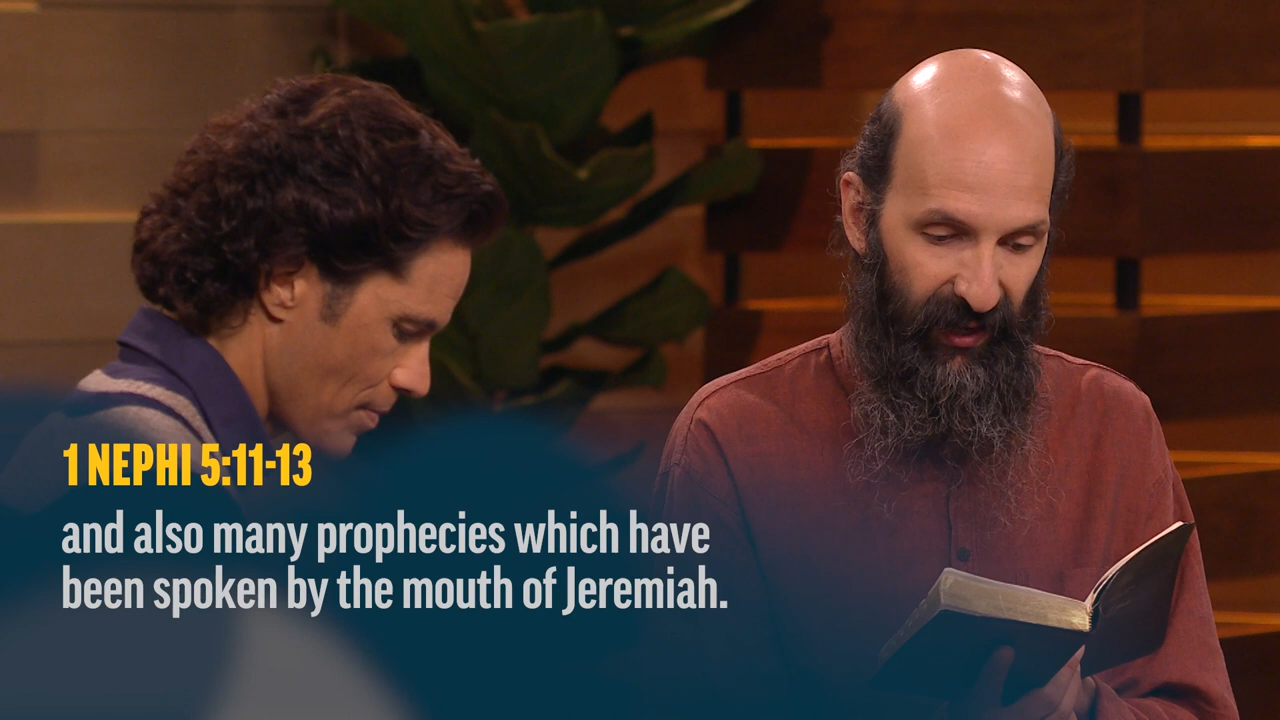 1 NEPHI 5:11-13
and also many prophecies which have
been spoken by the mouth of Jeremiah.